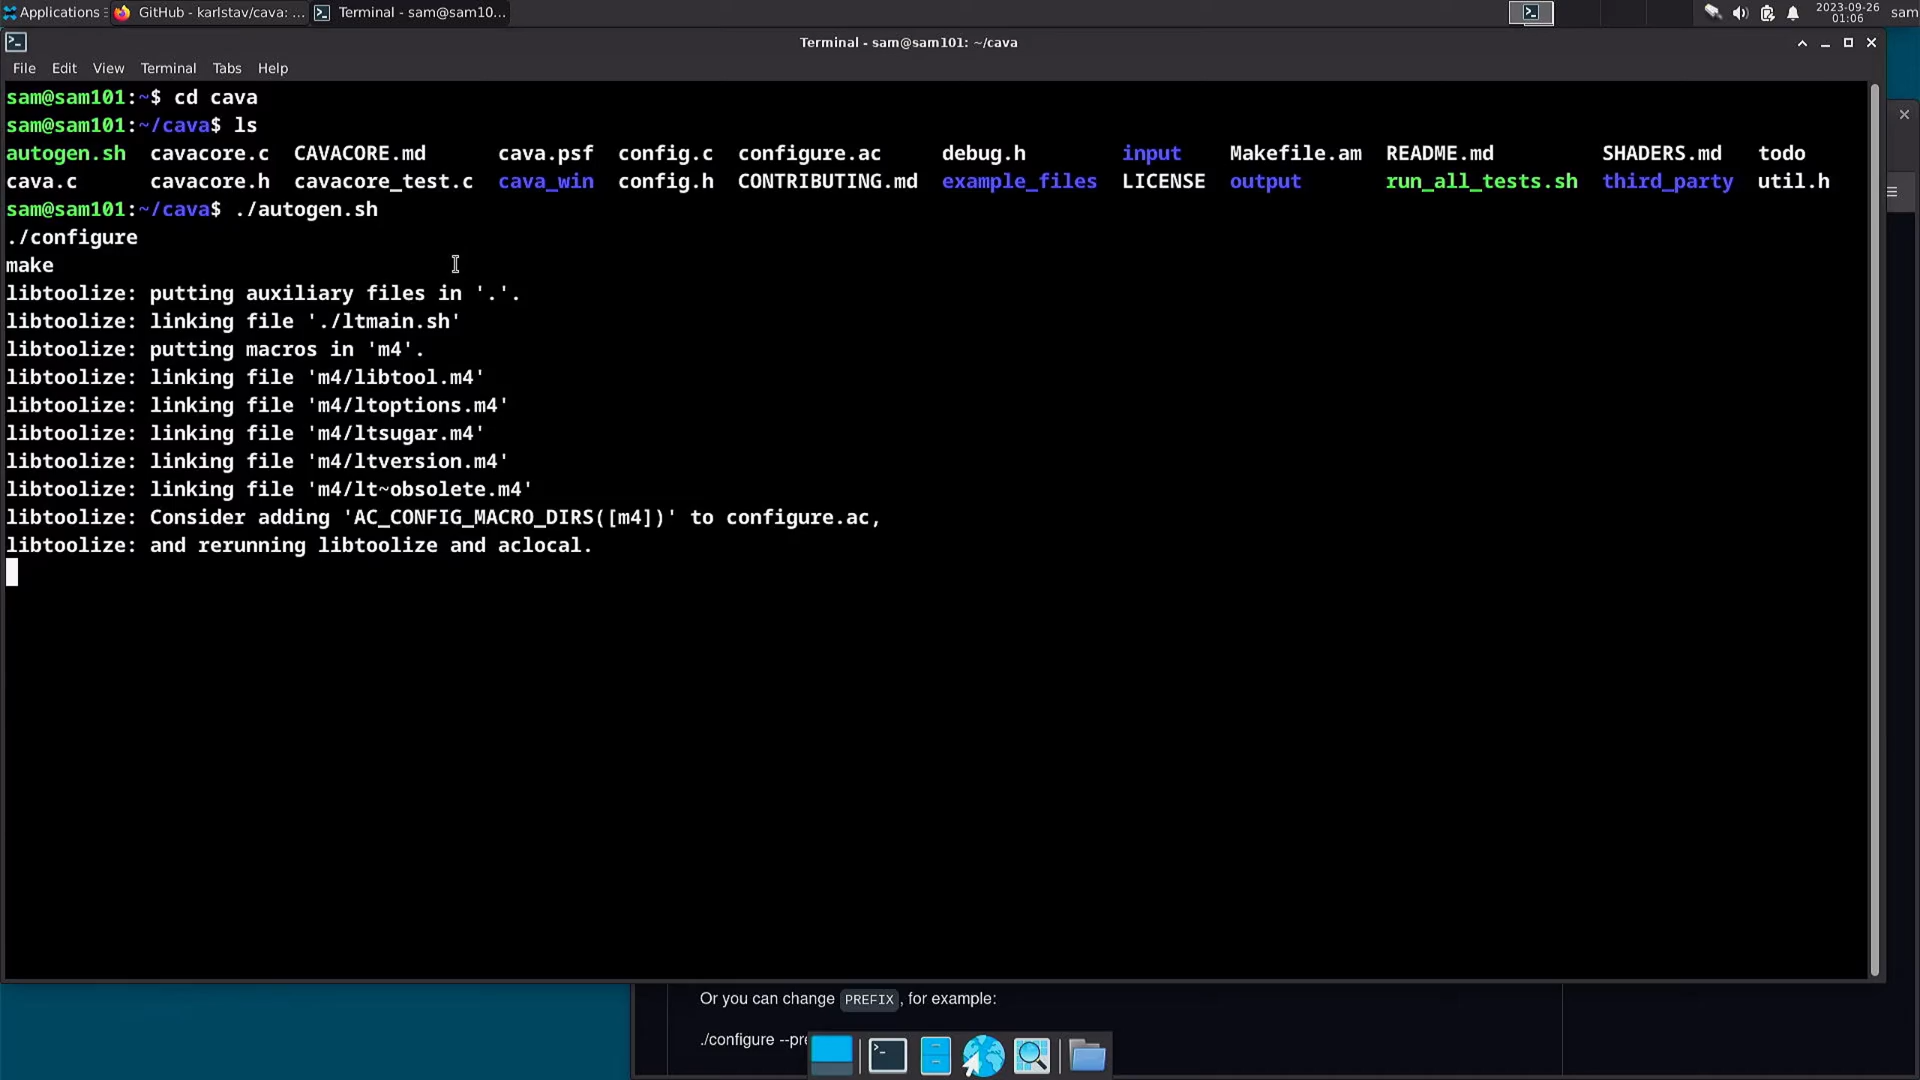 Applications
GitHub - karlstav/cava: ...
Terminal - sam@sam10...
2023-09-26
01:06
sam
Terminal - sam@sam101: ~/cava
File Edit View Terminal Tabs Help
sam@sam101:~$ cd cava
sam@sam101:~/cava$ ls
autogen.sh cavacore.c CAVACORE.md cava.psf config.c configure.ac debug.h input Makefile.am README.md SHADERS.md todo
cava.c cavacore.h cavacore_test.c cava_win config.h CONTRIBUTING.md example_files LICENSE output run_all_tests.sh third_party util.h
sam@sam101:~/cava$ ./autogen.sh
./configure
make
libtoolize: putting auxiliary files in '.'.
libtoolize: linking file './ltmain.sh'
libtoolize: putting macros in 'm4'.
libtoolize: linking file 'm4/libtool.m4'
libtoolize: linking file 'm4/ltoptions.m4'
libtoolize: linking file 'm4/ltsugar.m4'
libtoolize: linking file 'm4/ltversion.m4'
libtoolize: linking file 'm4/lt~obsolete.m4'
libtoolize: Consider adding 'AC_CONFIG_MACRO_DIRS([m4])' to configure.ac,
libtoolize: and rerunning libtoolize and aclocal.
Or you can change PREFIX, for example:
./configure --pre